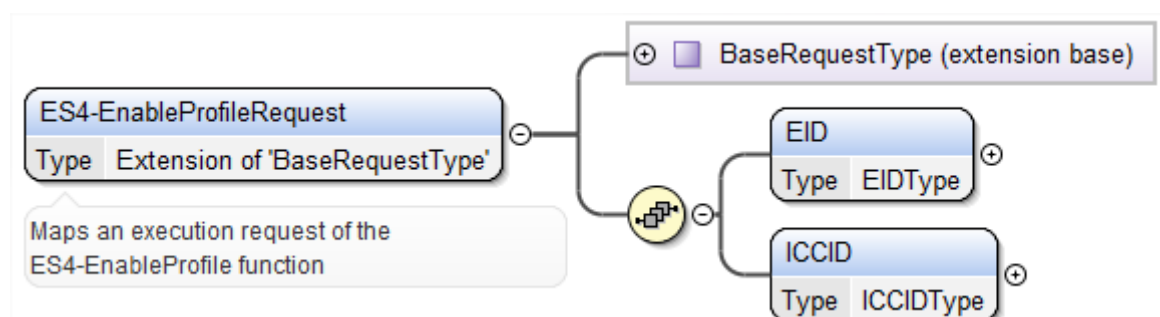 BaseRequestType (extension base)
ES4-EnableProfileRequest
Type Extension of 'BaseRequestType'
EID
Type EIDType
Maps an execution request of the
ES4-EnableProfile function
ICCID
Type ICCIDType